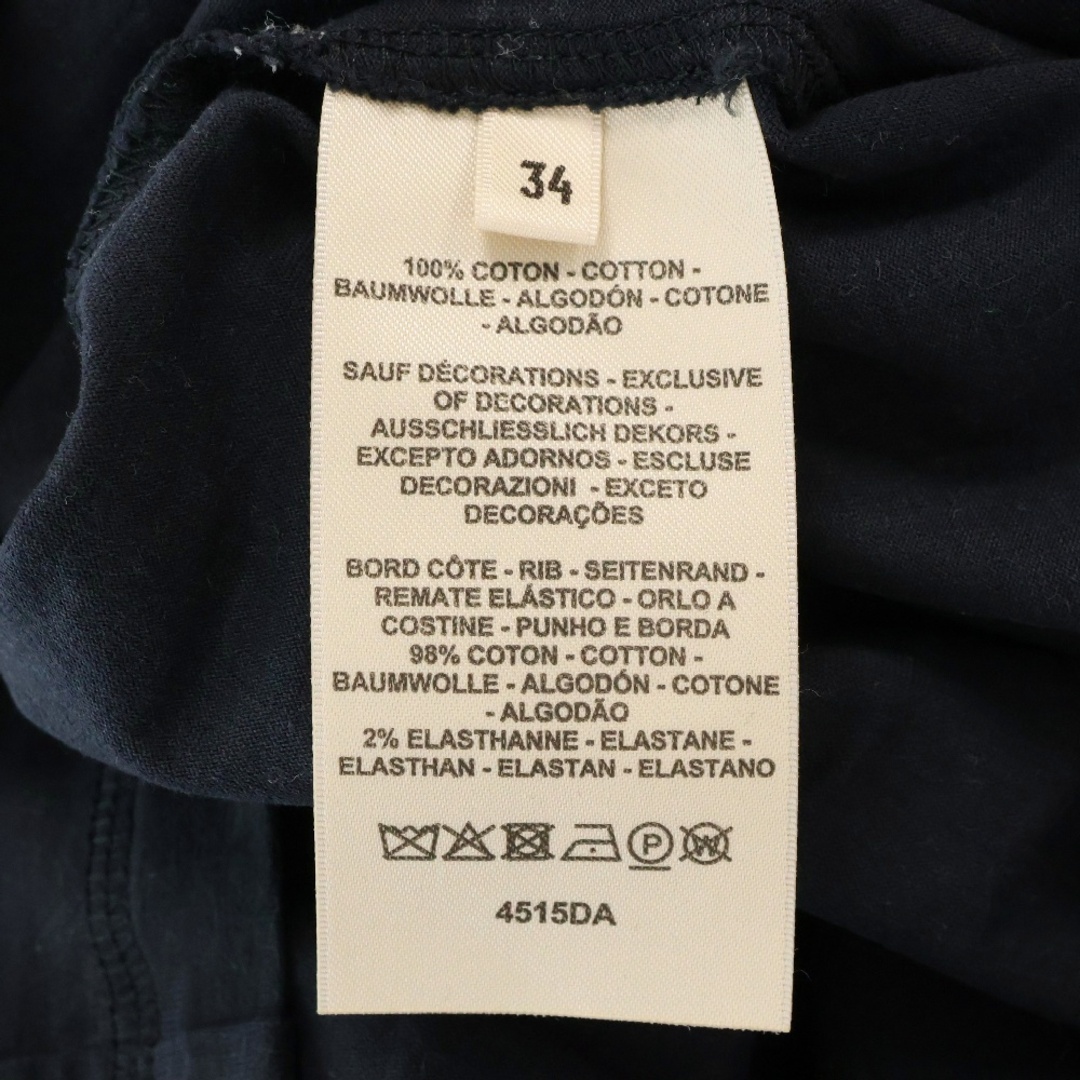 34
100% COTON - COTTON -
BAUMWOLLE - ALGODÓN - COTONE
- ALGODÃO
SAUF DÉCORATIONS - EXCLUSIVE
OF DECORATIONS -
AUSSCHLIESSLICH DEKORS -
EXCEPTO ADORNOS - ESCLUSE
DECORAZIONI - EXCETO
DECORAÇÕES
BORD CÔTE - RIB - SEITENRAND -
REMATE ELÁSTICO - ORLO A
COSTINE - PUNHO E BORDA
98% COTON - COTTON -
BAUMWOLLE - ALGODÓN - COTONE
- ALGODÃO
2% ELASTHANNE - ELASTANE -
ELASTHAN - ELASTAN - ELASTANO
P W
4515DA